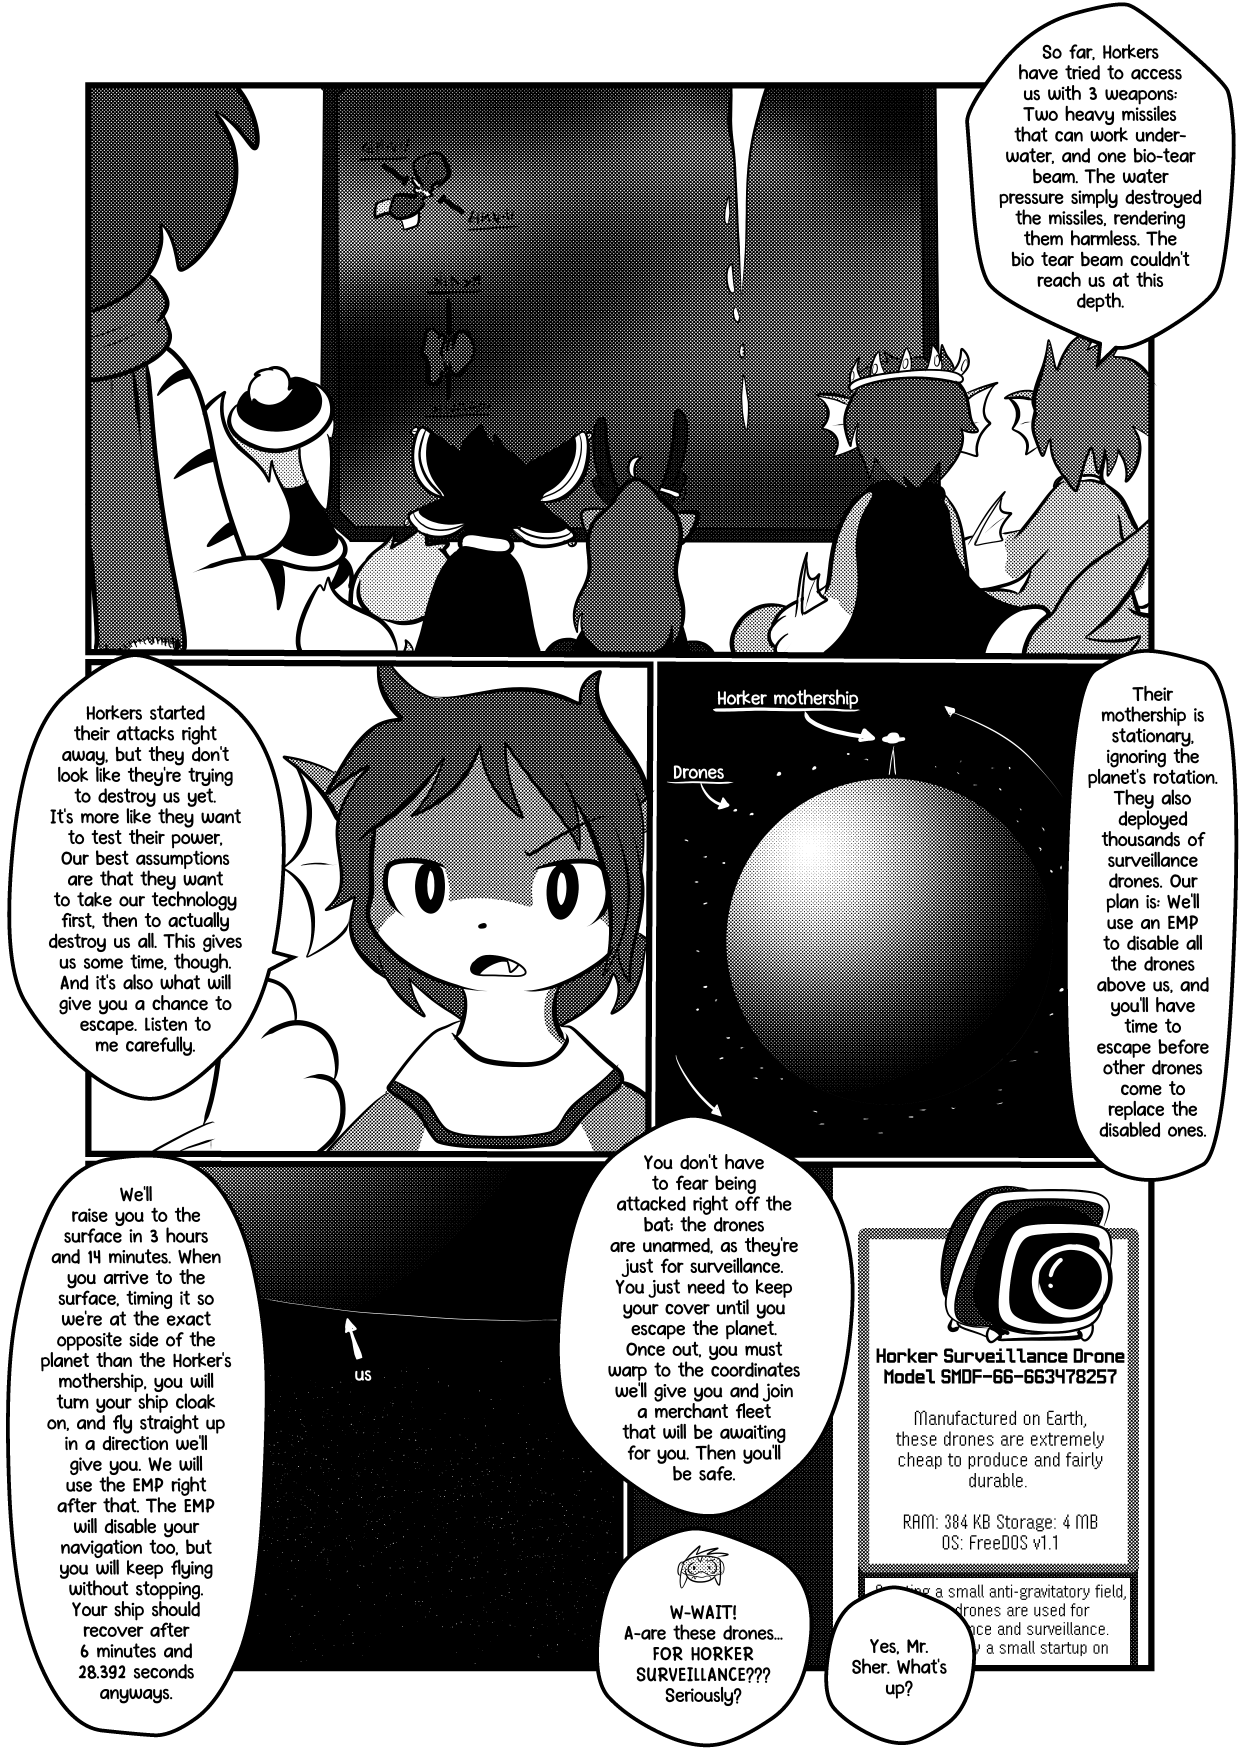 So far, Horkers
have tried to access
us with 3 weapons:
Two heavy missiles
that can work under-
water, and one bio-tear
beam. The water
pressure simply destroyed
the missiles, rendering
them harmless. The
bio tear beam couldn't
reach us at this
depth.
Horkers started
their attacks right
away, but they don't
look like they're trying
to destroy us yet.
It's more like they want
to test their power,
Our best assumptions
are that they want
to take our technology
first, then to actually
destroy us all. This gives
us some time, though.
And it's also what will
give you a chance to
escape. Listen to
me carefully.
Horker mothership
Drones
Their
mothership is
stationary,
ignoring the
planet's rotation.
They also
deployed
thousands of
surveillance
drones. Our
plan is: We'll
use an EMP
to disable all
the drones
above us, and
you'll have
time to
escape before
other drones
come to
replace the
disabled ones.
We'll
raise you to the
surface in 3 hours
and 14 minutes. When
you arrive to the
surface, timing it so
we're at the exact
opposite side of the
planet than the Horker's
mothership, you will
turn your ship cloak
on, and fly straight up
in a direction we'll
give you. We will
use the EMP right
after that. The EMP
will disable your
navigation too, but
you will keep flying
without stopping.
Your ship should
recover after
6 minutes and
28.392 seconds
anyways.
us
You don't have
to fear being
attacked right off the
bat: the drones
are unarmed, as they're
just for surveillance.
You just need to keep
your cover until you
escape the planet.
Once out, you must
warp to the coordinates
we'll give you and join
a merchant fleet
that will be awaiting
for you. Then you'll
be safe.
Horker Surveillance Drone
Model SMDF-66-663478257
Manufactured on Earth,
these drones are extremely
cheap to produce and fairly
durable.
RAM: 384 KB Storage: 4 MB
OS: FreeDOS v1.1
a small anti-gravitatory field,
drones are used for
and surveillance.
a small startup on
W-WAIT!
A-are these drones...
FOR HORKER
SURVEILLANCE???
Seriously?
Yes, Mr.
Sher. What's
up?